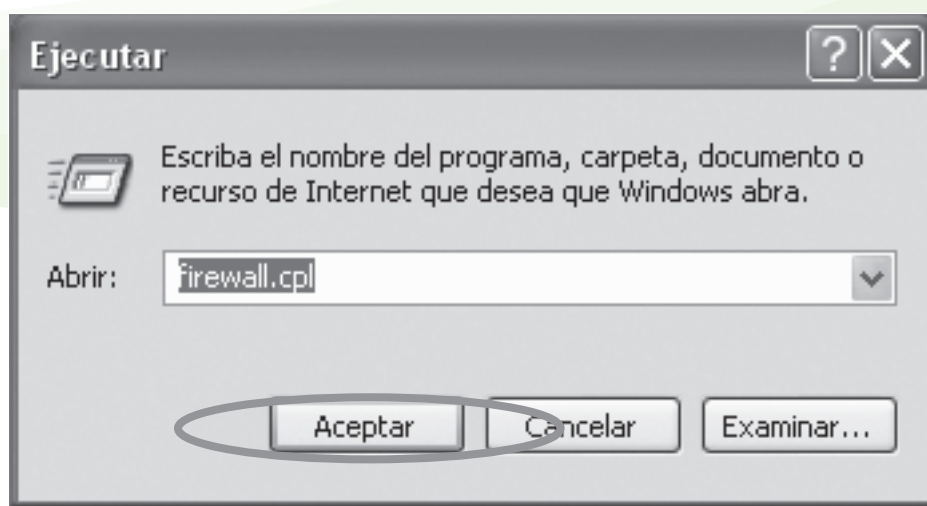 Ejecutar
Escriba el nombre del programa, carpeta, documento o
recurso de Internet que desea que Windows abra.
Abrir: firewall.cpl
Aceptar Cancelar Examinar...